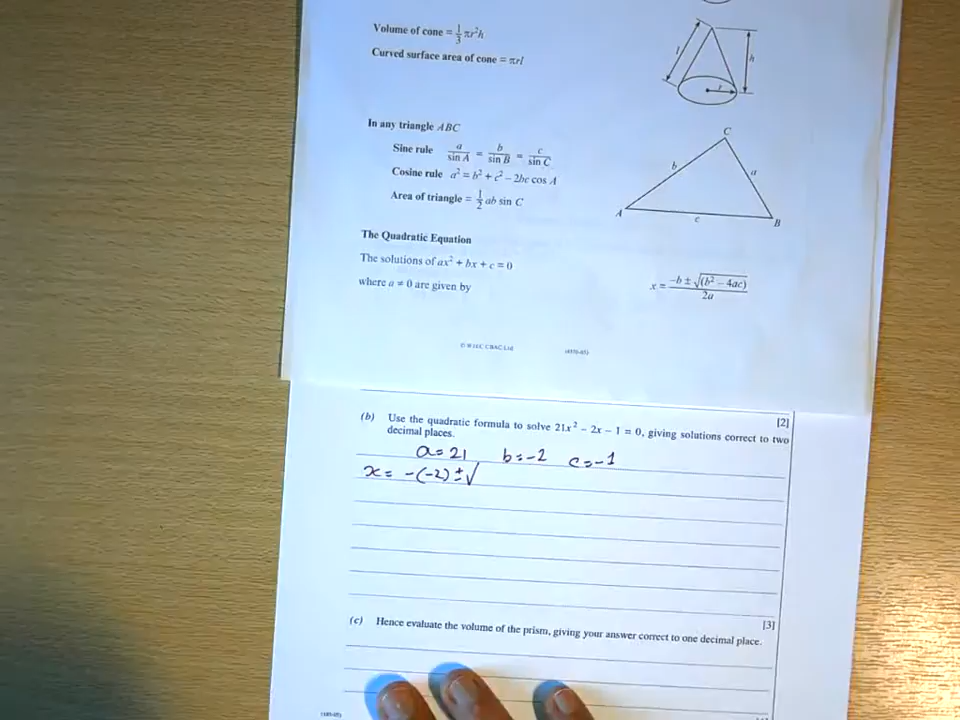 Volume of cone = 1/3 πr²h
Curved surface area of cone = πrl
l
h
r
In any triangle ABC
Sine rule a/sin A = b/sin B = c/sin C
Cosine rule a² = b² + c² – 2bc cos A
Area of triangle = 1/2 ab sin C
C
b
a
A
c
B
The Quadratic Equation
The solutions of ax² + bx + c = 0
where a ≠ 0 are given by
x = (–b ± √(b² – 4ac))/2a
© WJEC CBAC Ltd.
[2]
(b) Use the quadratic formula to solve 21x² – 2x – 1 = 0, giving solutions correct to two
decimal places.
a = 21 b = -2 c = -1
x = -(-2) ± √
[3]
(c) Hence evaluate the volume of the prism, giving your answer correct to one decimal place.